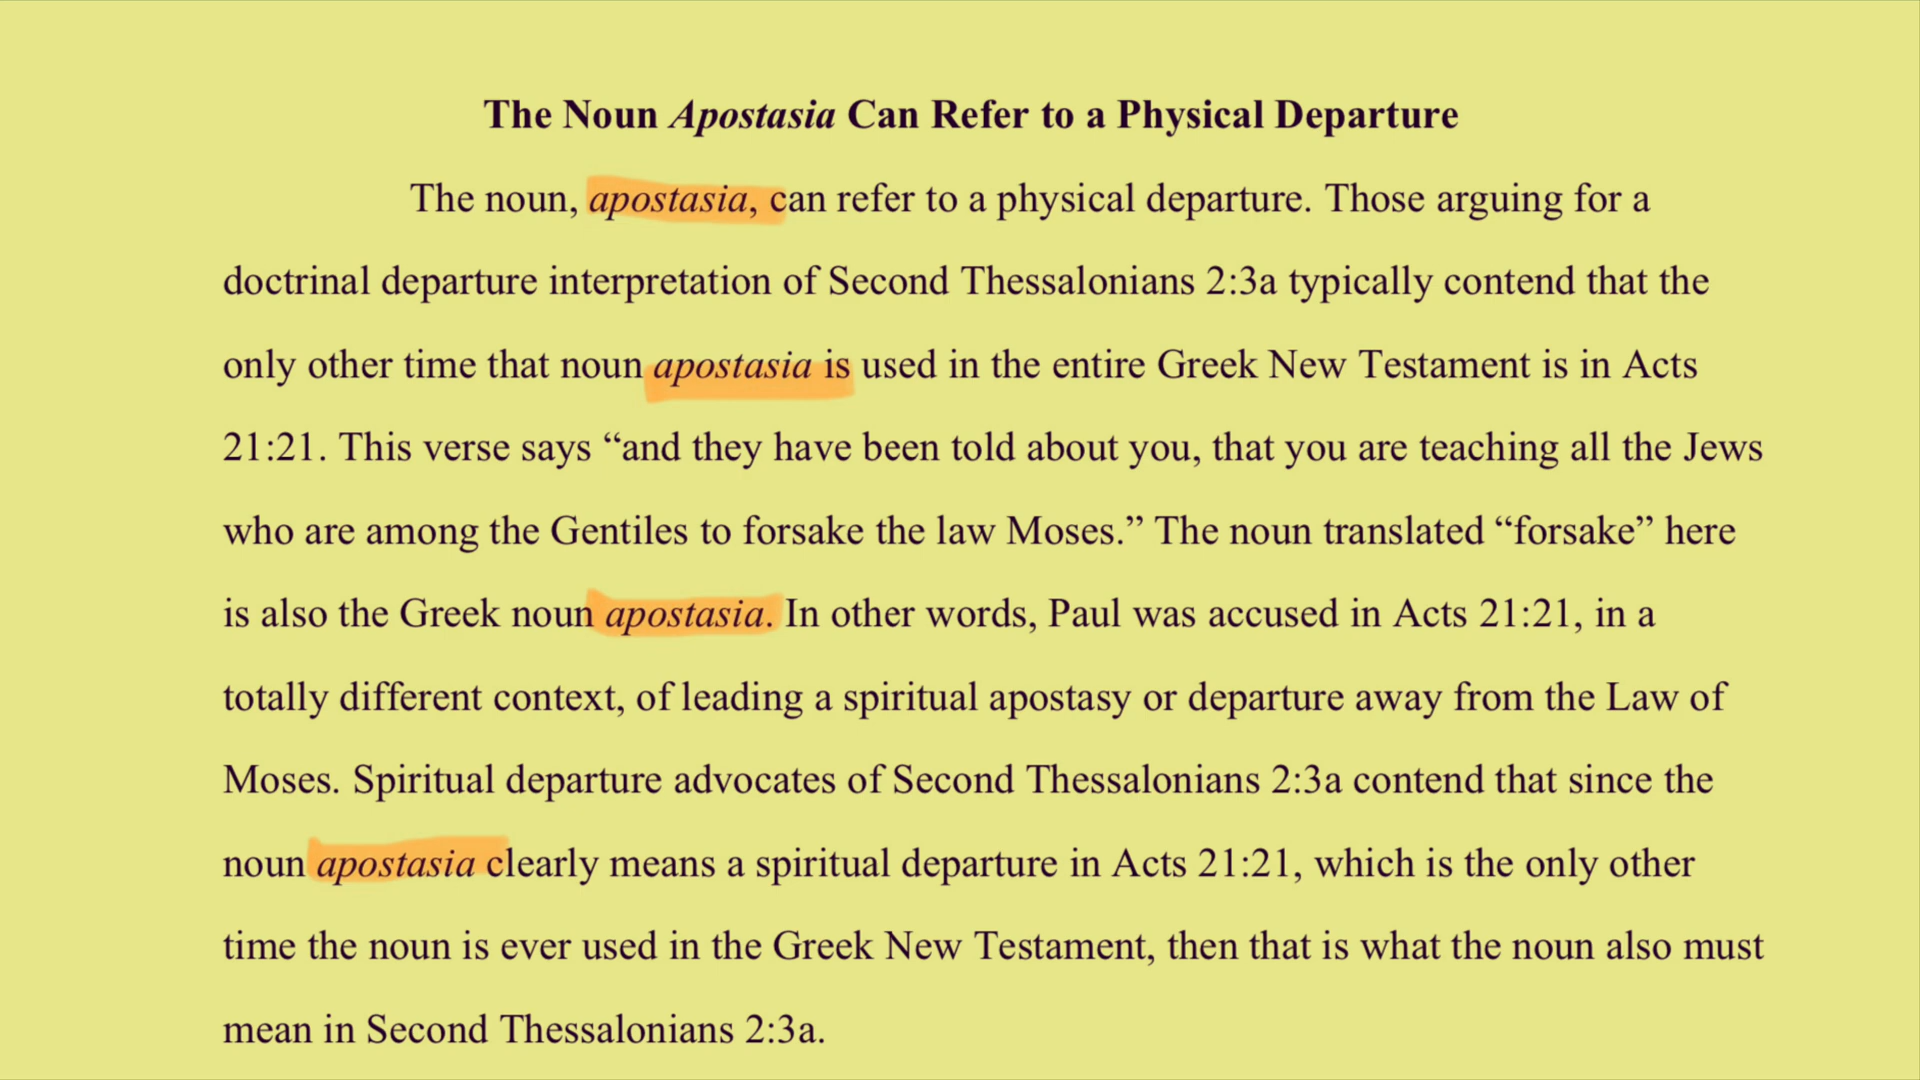 The Noun Apostasia Can Refer to a Physical Departure
The noun, apostasia, can refer to a physical departure. Those arguing for a
doctrinal departure interpretation of Second Thessalonians 2:3a typically contend that the
only other time that noun apostasia is used in the entire Greek New Testament is in Acts
21:21. This verse says “and they have been told about you, that you are teaching all the Jews
who are among the Gentiles to forsake the law Moses.” The noun translated “forsake” here
is also the Greek noun apostasia. In other words, Paul was accused in Acts 21:21, in a
totally different context, of leading a spiritual apostasy or departure away from the Law of
Moses. Spiritual departure advocates of Second Thessalonians 2:3a contend that since the
noun apostasia clearly means a spiritual departure in Acts 21:21, which is the only other
time the noun is ever used in the Greek New Testament, then that is what the noun also must
mean in Second Thessalonians 2:3a.